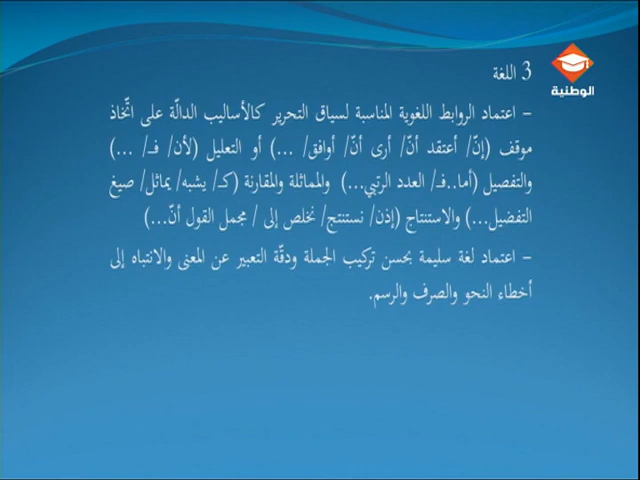 3 اللغة
الوطنية
– اعتماد الروابط اللغوية المناسبة لسياق التحرير كالأساليب الدالّة على اتّخاذ
موقف (إنّ/ أعتقد أنّ/ أرى أنّ/ أوافق/ ...) أو التعليل (لأن/ فـ/ ...)
والتفصيل (أما..فـ/ العدد الرتبي...) والمماثلة والمقارنة (كـ/ يشبه/ يماثل/ صيغ
التفضيل...) والاستنتاج (إذن/ نستنتج/ نخلص إلى / مجمل القول أنّ...)
– اعتماد لغة سليمة بحسن تركيب الجملة ودقّة التعبير عن المعنى والانتباه إلى
أخطاء النحو والصرف والرسم.